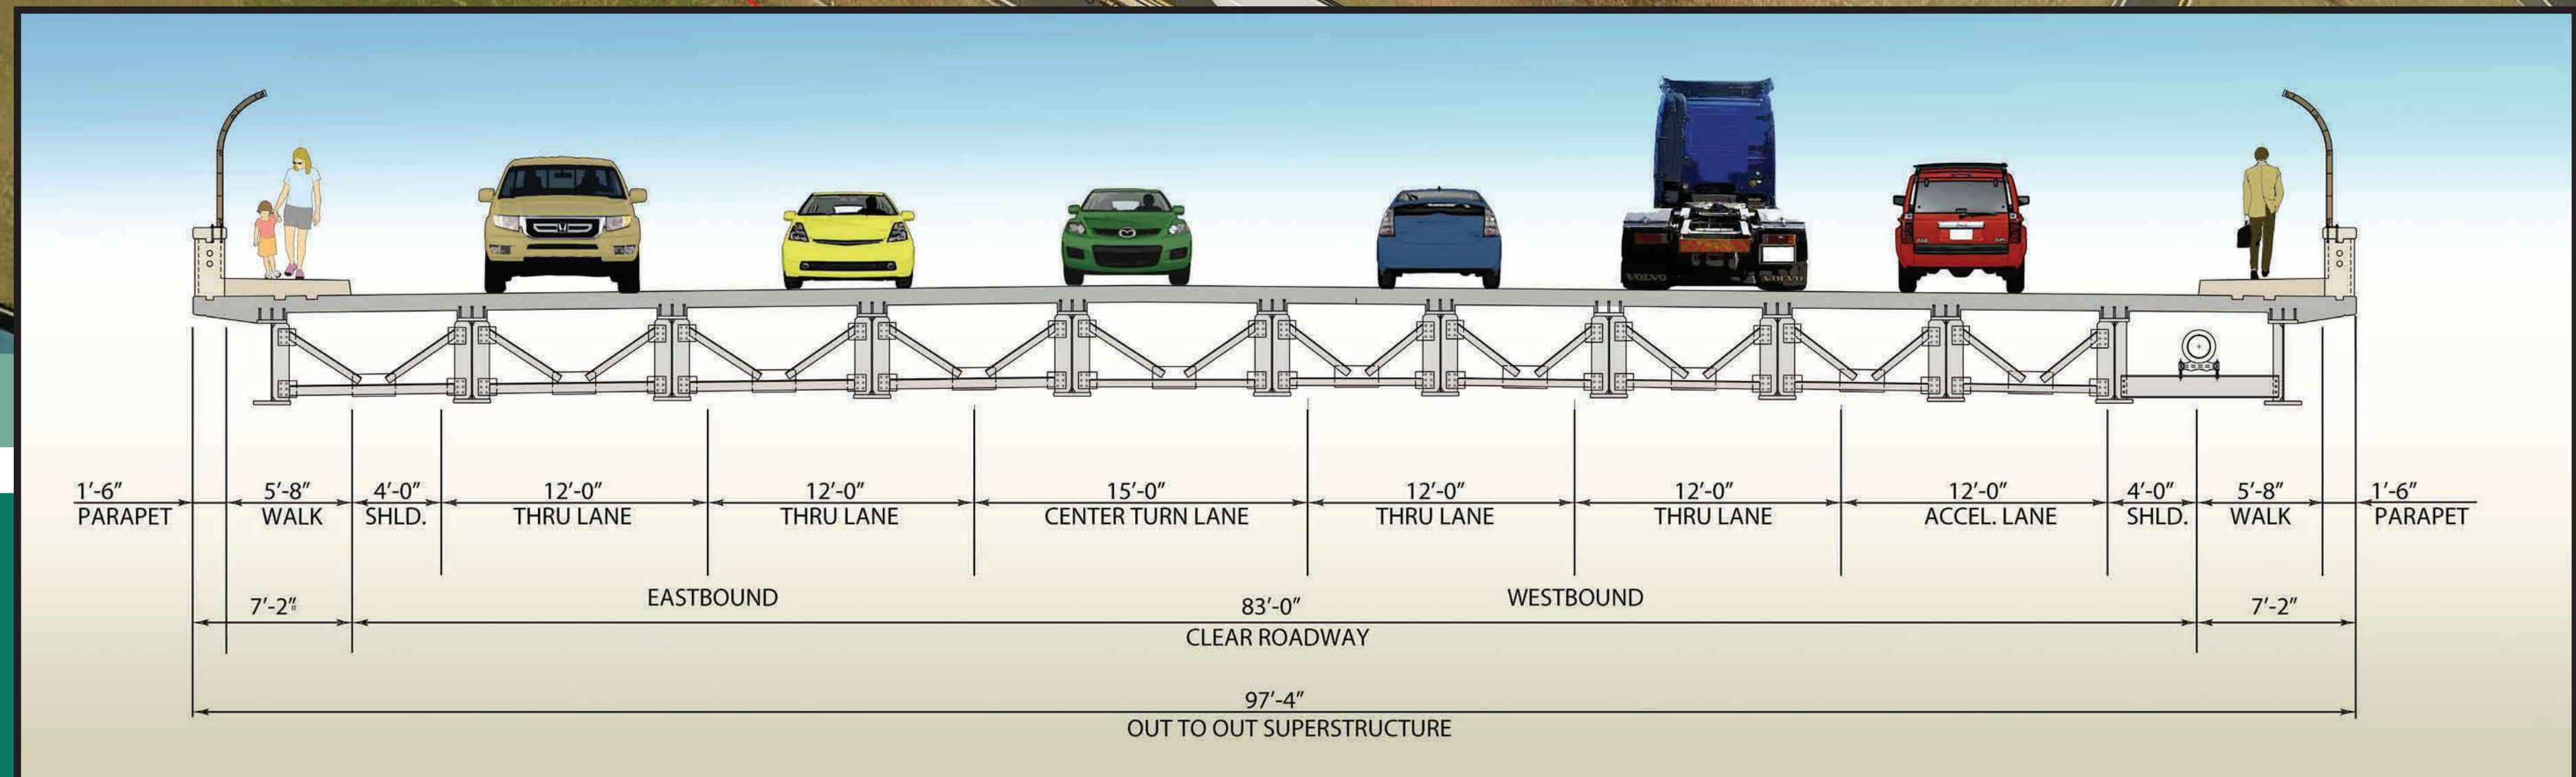 1'-6"
PARAPET
5'-8"
WALK
4'-0"
SHLD.
12'-0"
THRU LANE
12'-0"
THRU LANE
15'-0"
CENTER TURN LANE
12'-0"
THRU LANE
12'-0"
THRU LANE
12'-0"
ACCEL. LANE
4'-0"
SHLD.
5'-8"
WALK
1'-6"
PARAPET
EASTBOUND
WESTBOUND
7'-2"
83'-0"
CLEAR ROADWAY
7'-2"
97'-4"
OUT TO OUT SUPERSTRUCTURE
VOLVO
VOLVO